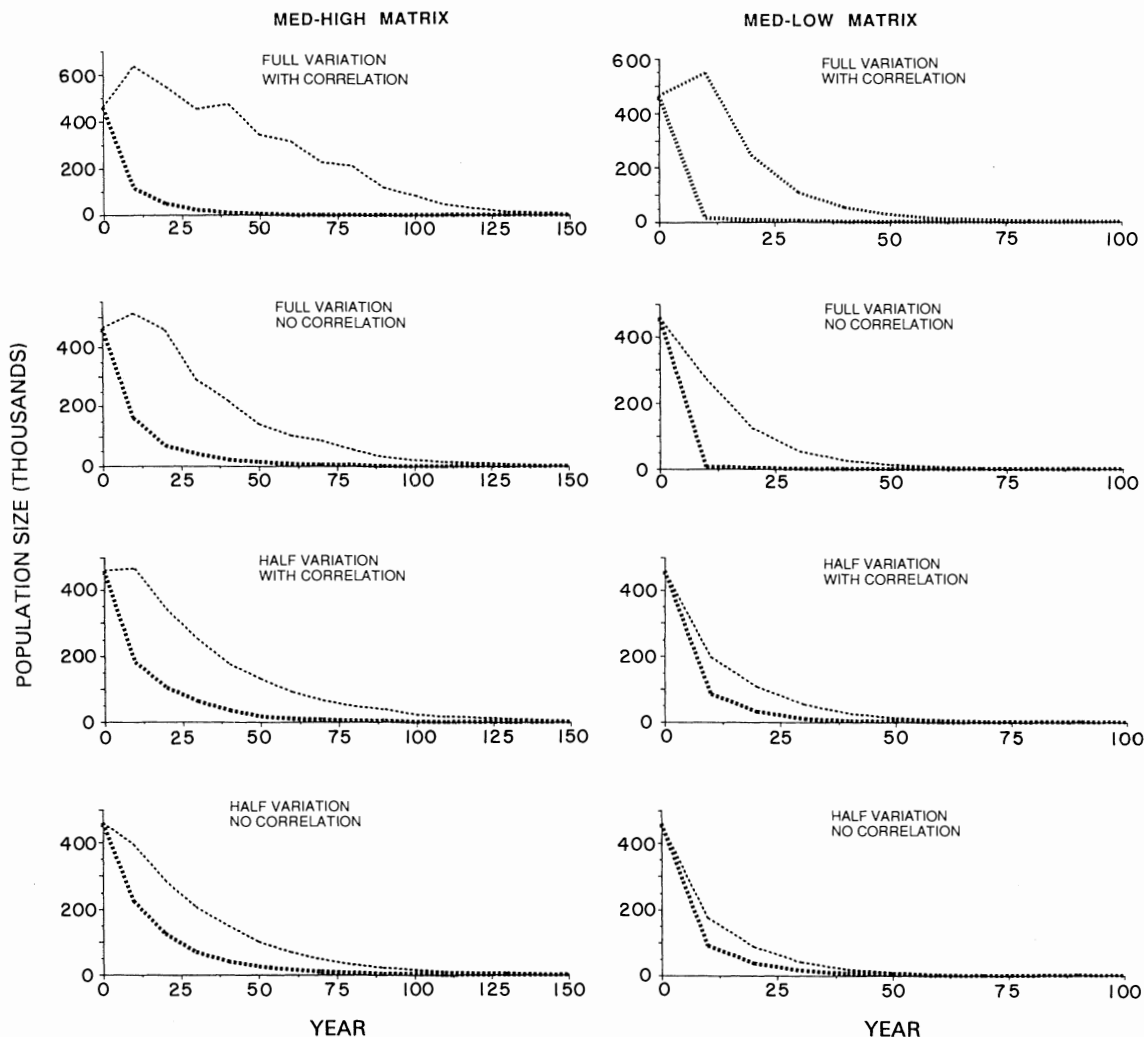 MED-HIGH MATRIX
MED-LOW MATRIX
POPULATION SIZE (THOUSANDS)
FULL VARIATION
WITH CORRELATION
600
400
200
0
0 25 50 75 100 125 150
FULL VARIATION
WITH CORRELATION
600
400
200
0
0 25 50 75 100
FULL VARIATION
NO CORRELATION
400
200
0
0 25 50 75 100 125 150
FULL VARIATION
NO CORRELATION
400
200
0
0 25 50 75 100
HALF VARIATION
WITH CORRELATION
400
200
0
0 25 50 75 100 125 150
HALF VARIATION
WITH CORRELATION
400
200
0
0 25 50 75 100
HALF VARIATION
NO CORRELATION
400
200
0
0 25 50 75 100 125 150
HALF VARIATION
NO CORRELATION
400
200
0
0 25 50 75 100
YEAR
YEAR